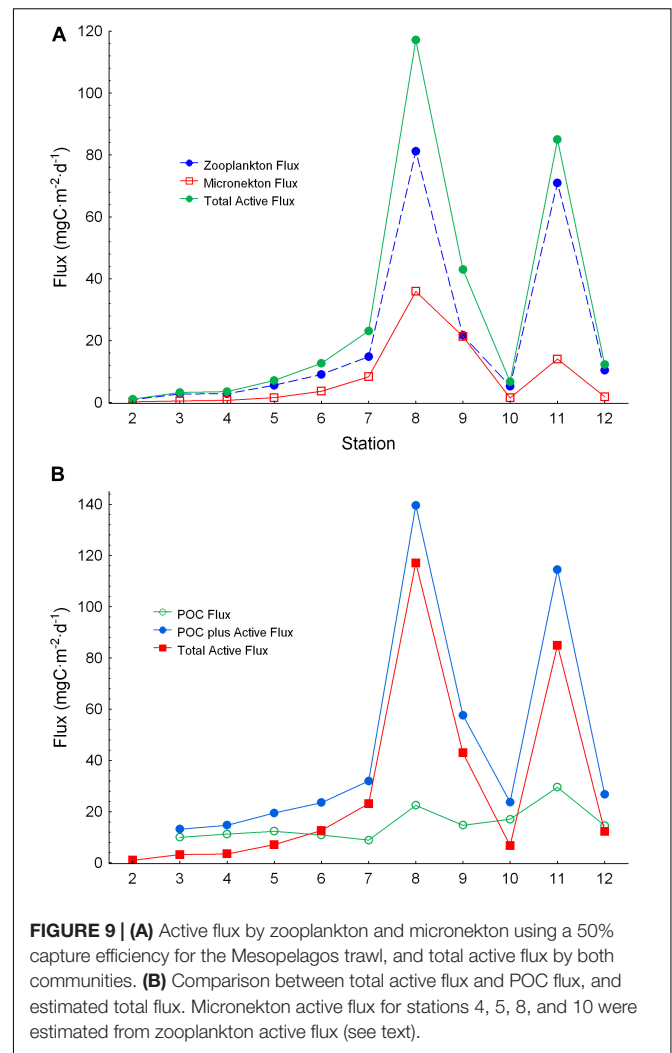 A
120
100
80
60
40
20
0
Flux (mgC·m-2·d-1)
Zooplankton Flux
Micronekton Flux
Total Active Flux
2 3 4 5 6 7 8 9 10 11 12
Station
B
140
120
100
80
60
40
20
0
Flux (mgC·m-2·d-1)
POC Flux
POC plus Active Flux
Total Active Flux
2 3 4 5 6 7 8 9 10 11 12
FIGURE 9 | (A) Active flux by zooplankton and micronekton using a 50%
capture efficiency for the Mesopelagos trawl, and total active flux by both
communities. (B) Comparison between total active flux and POC flux, and
estimated total flux. Micronekton active flux for stations 4, 5, 8, and 10 were
estimated from zooplankton active flux (see text).